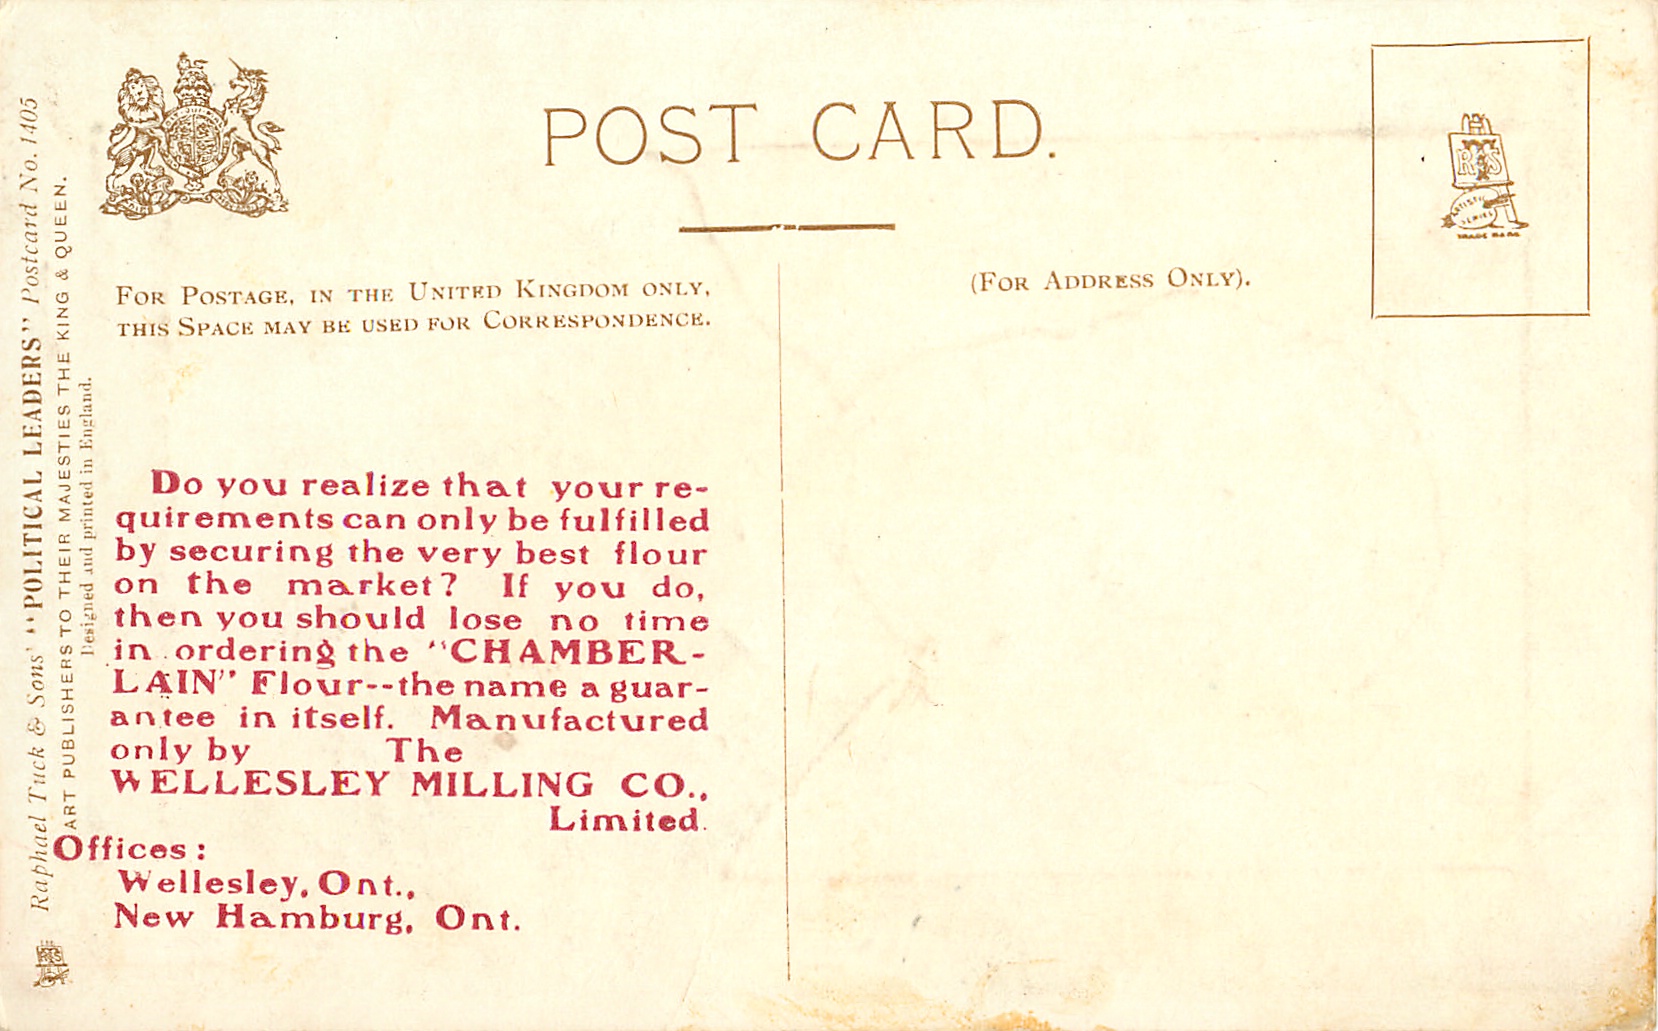 POST CARD.
FOR POSTAGE, IN THE UNITED KINGDOM ONLY,
THIS SPACE MAY BE USED FOR CORRESPONDENCE.
(FOR ADDRESS ONLY).
R T & S
ARTISTIC
SERIES
TRADE MARK
Raphael Tuck & Sons' "POLITICAL LEADERS" Postcard No. 1405
ART PUBLISHERS TO THEIR MAJESTIES THE KING & QUEEN.
Designed and printed in England.
Do you realize that your re-
quirements can only be fulfilled
by securing the very best flour
on the market? If you do,
then you should lose no time
in ordering the "CHAMBER-
LAIN" Flour--the name a guar-
antee in itself. Manufactured
only by The
WELLESLEY MILLING CO.,
Limited.
Offices:
Wellesley, Ont.,
New Hamburg, Ont.